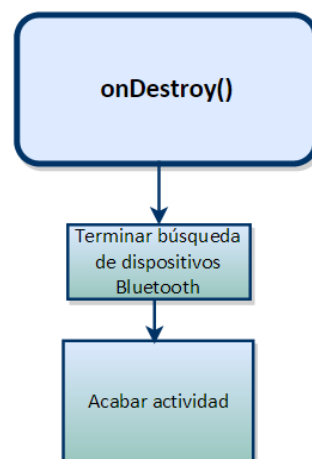 onDestroy()
Terminar búsqueda
de dispositivos
Bluetooth
Acabar actividad